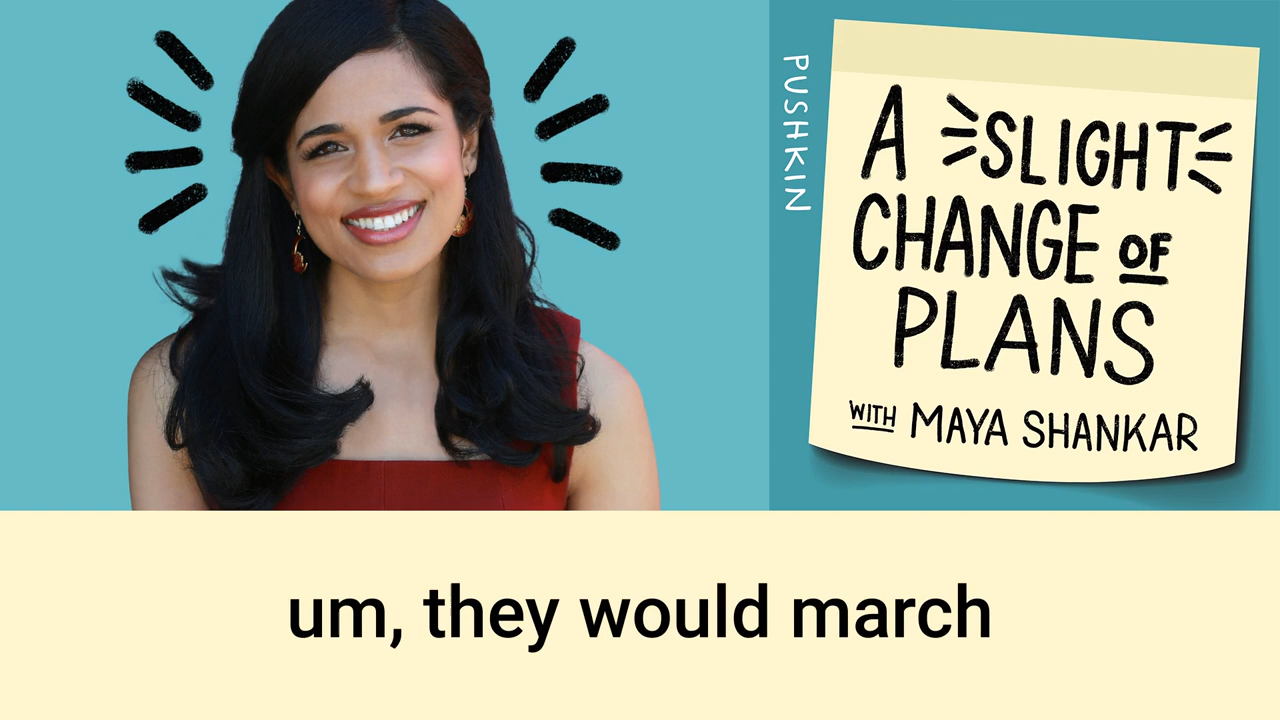 PUSHKIN
A SLIGHT
CHANGE OF
PLANS
WITH MAYA SHANKAR
um, they would march